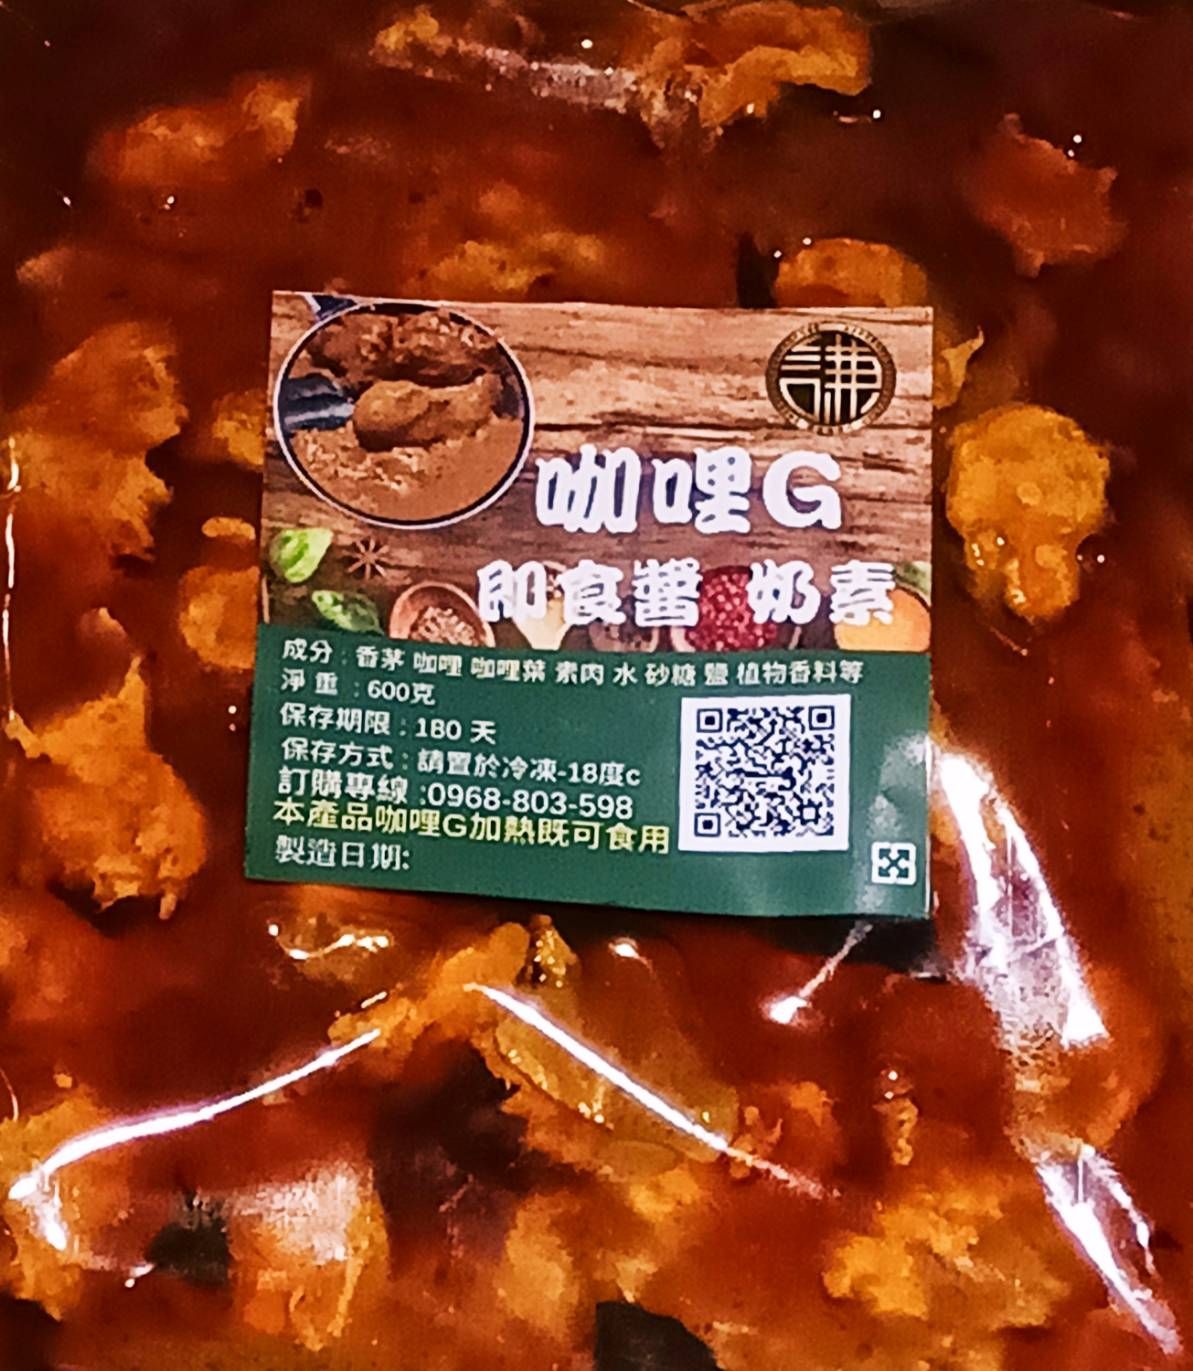 謙
咖哩G
即食醬 奶素
成分：香茅 咖哩 咖哩葉 素肉 水 砂糖 鹽 植物香料等
淨 重 ：600克
保存期限：180 天
保存方式：請置於冷凍-18度c
訂購專線 :0968-803-598
本產品咖哩G加熱既可食用
製造日期: